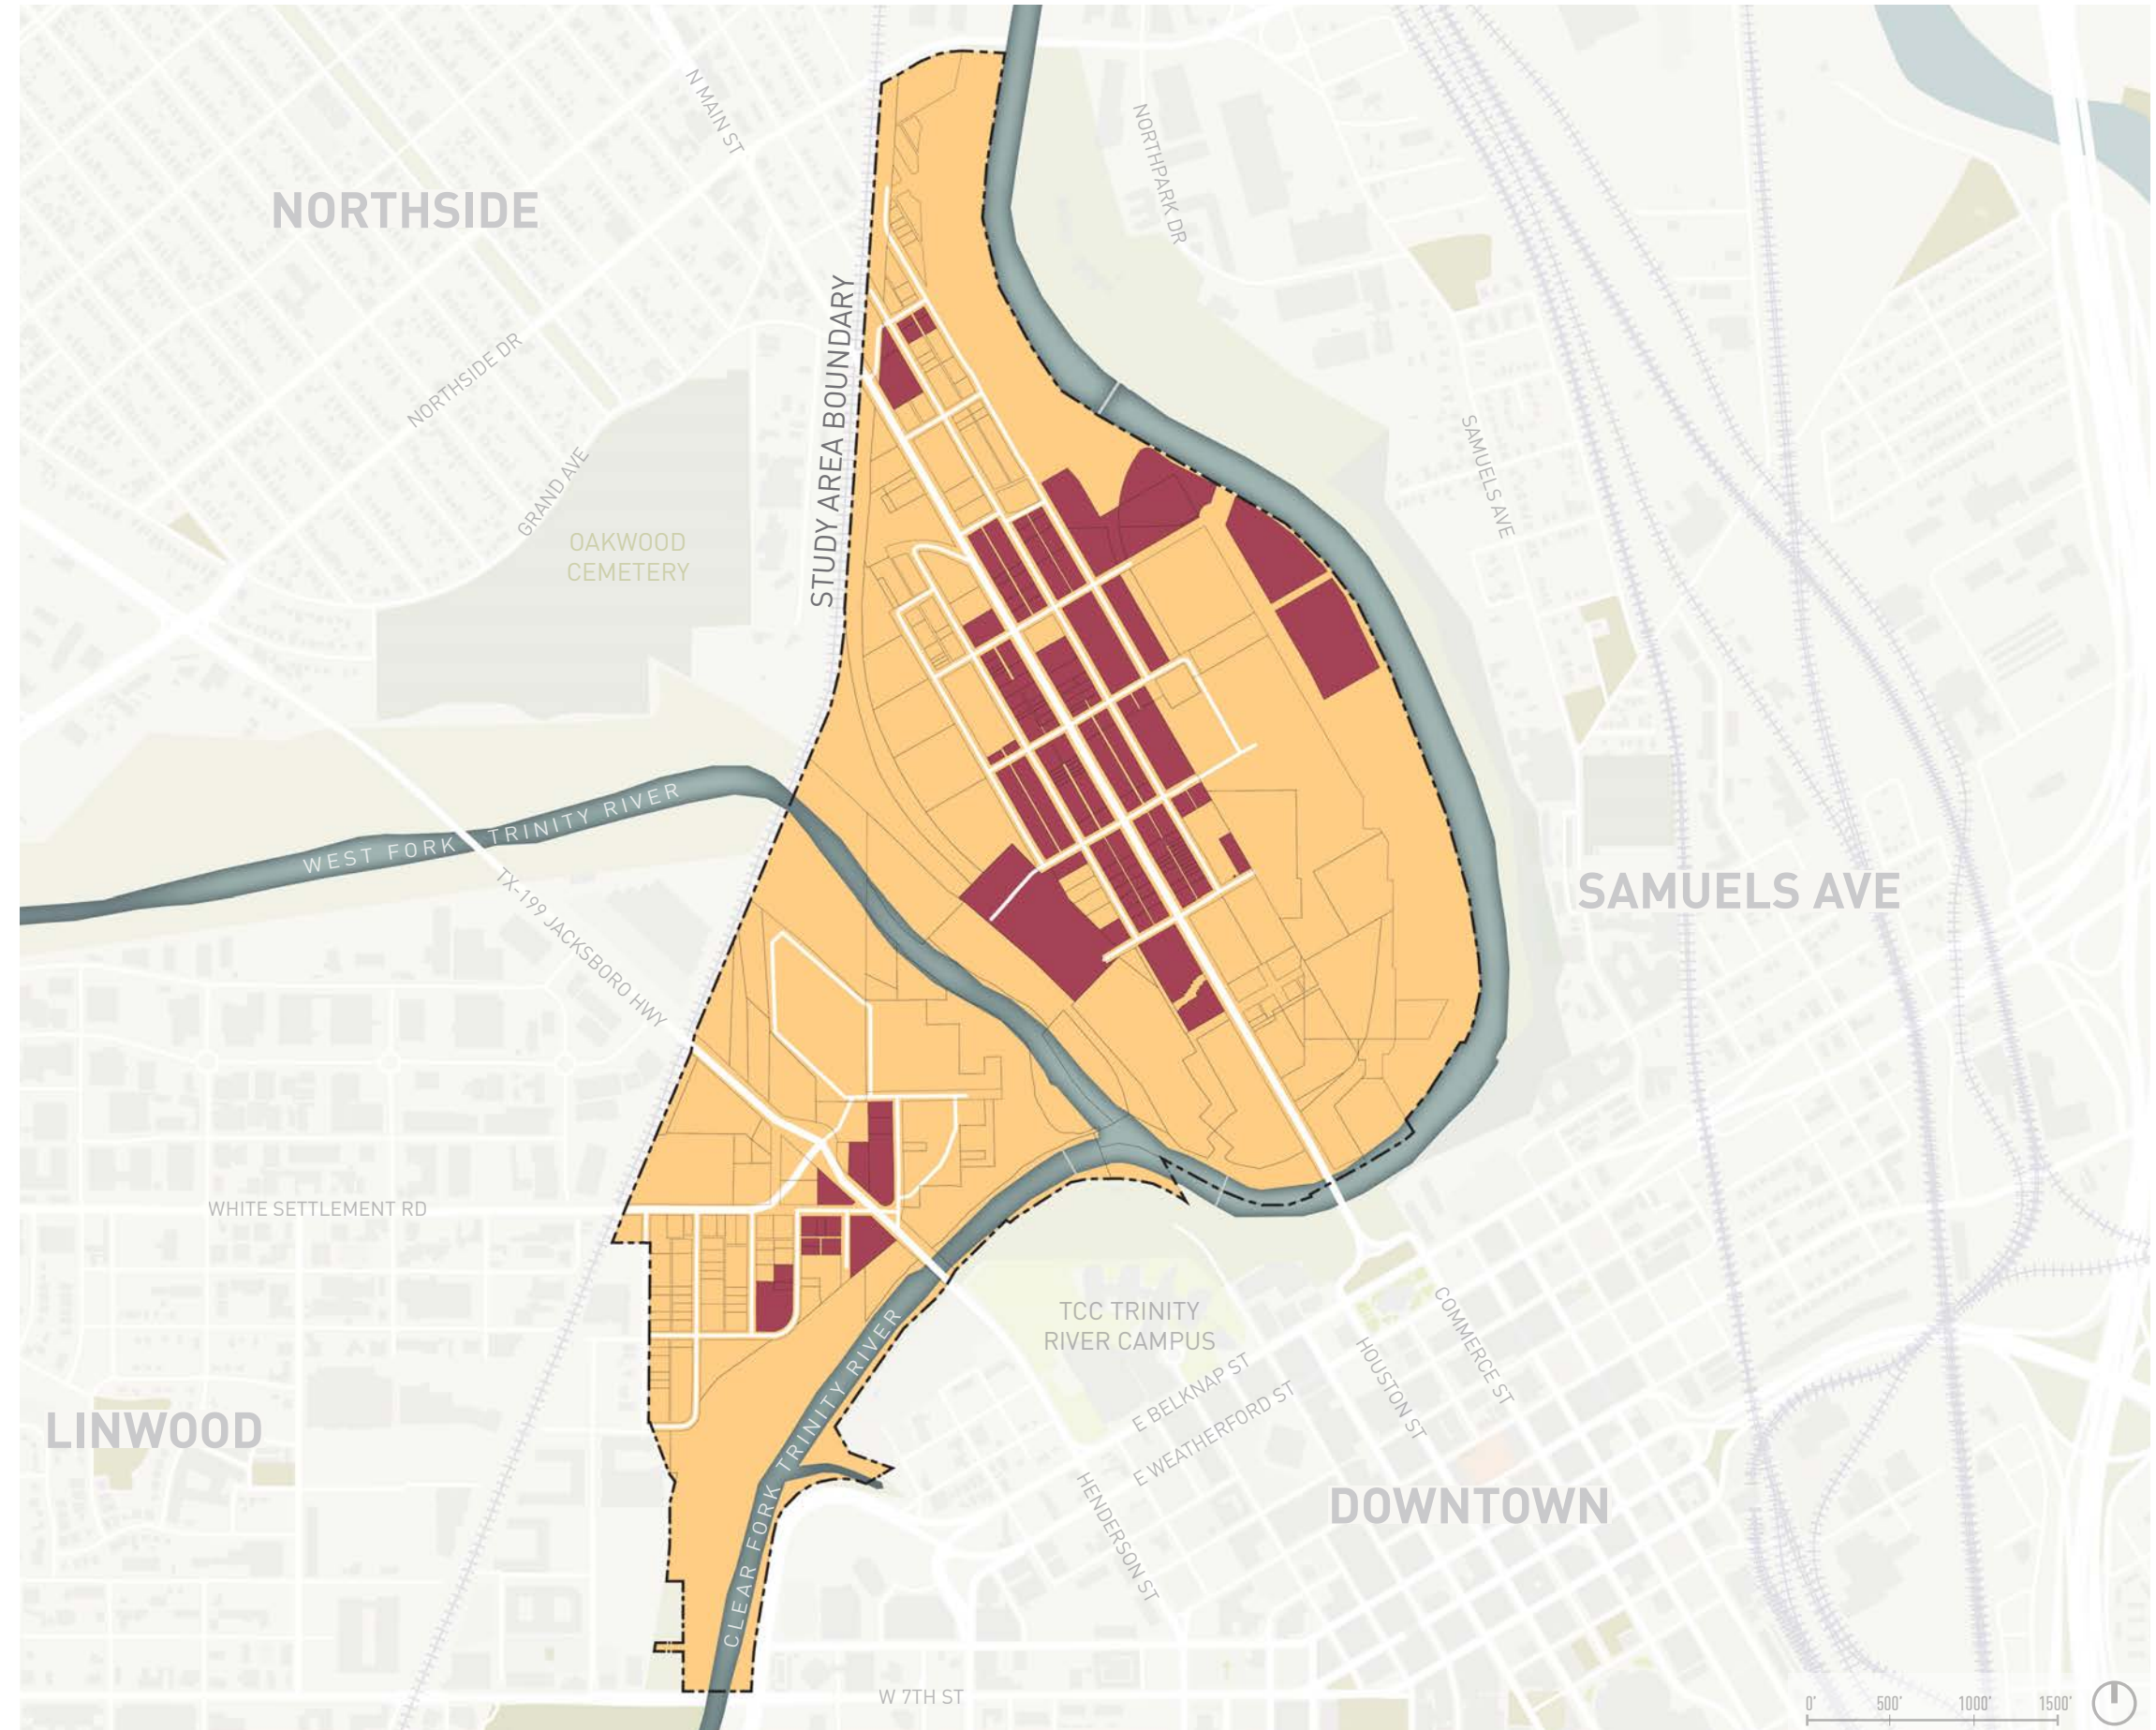 N MAIN ST
NORTHPARK DR
NORTHSIDE
STUDY AREA BOUNDARY
NORTHSIDE DR
GRAND AVE
SAMUELS AVE
OAKWOOD
CEMETERY
WEST FORK TRINITY RIVER
TX-199 JACKSBORO HWY
SAMUELS AVE
WHITE SETTLEMENT RD
TCC TRINITY
RIVER CAMPUS
COMMERCE ST
HOUSTON ST
E BELKNAP ST
E WEATHERFORD ST
LINWOOD
CLEAR FORK TRINITY RIVER
HENDERSON ST
DOWNTOWN
W 7TH ST
0' 500' 1000' 1500'